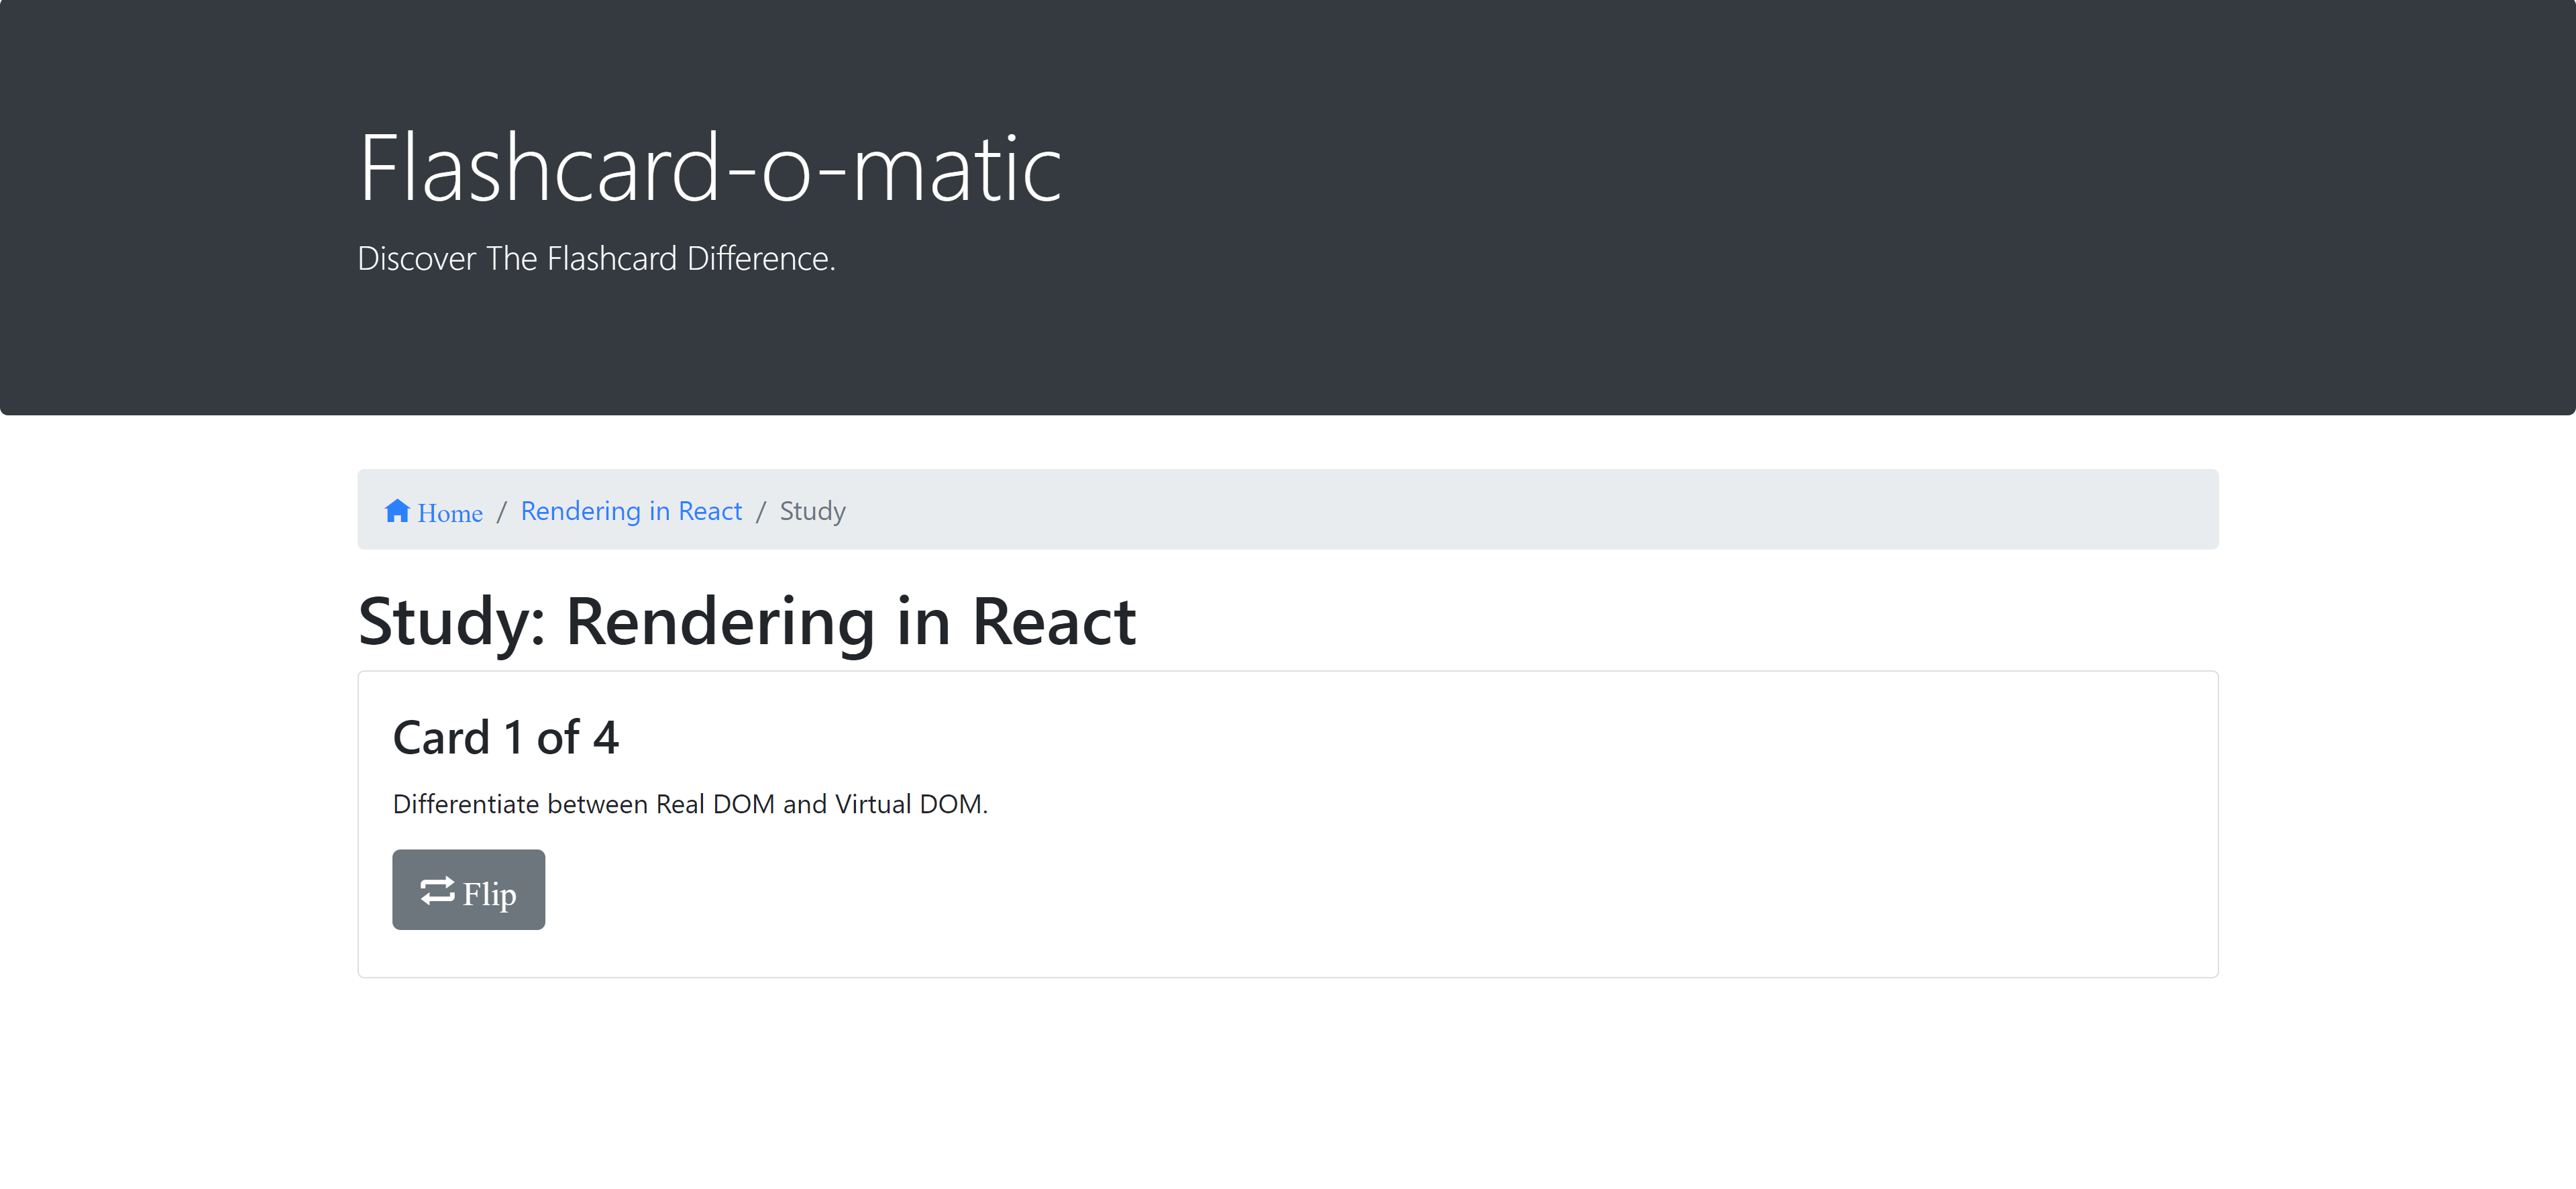 Flashcard-o-matic
Discover The Flashcard Difference.
Home / Rendering in React / Study
Study: Rendering in React
Card 1 of 4
Differentiate between Real DOM and Virtual DOM.
Flip